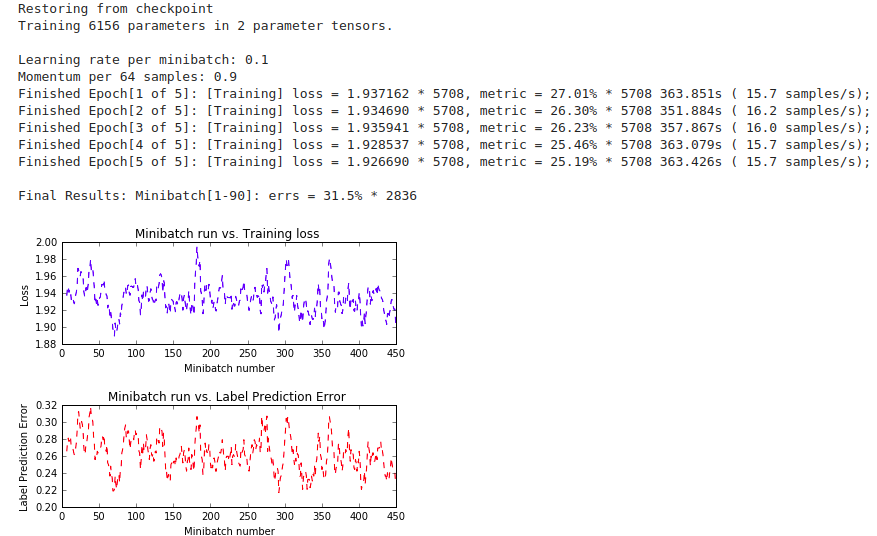 Restoring from checkpoint
Training 6156 parameters in 2 parameter tensors.
Learning rate per minibatch: 0.1
Momentum per 64 samples: 0.9
Finished Epoch[1 of 5]: [Training] loss = 1.937162 * 5708, metric = 27.01% * 5708 363.851s ( 15.7 samples/s);
Finished Epoch[2 of 5]: [Training] loss = 1.934690 * 5708, metric = 26.30% * 5708 351.884s ( 16.2 samples/s);
Finished Epoch[3 of 5]: [Training] loss = 1.935941 * 5708, metric = 26.23% * 5708 357.867s ( 16.0 samples/s);
Finished Epoch[4 of 5]: [Training] loss = 1.928537 * 5708, metric = 25.46% * 5708 363.079s ( 15.7 samples/s);
Finished Epoch[5 of 5]: [Training] loss = 1.926690 * 5708, metric = 25.19% * 5708 363.426s ( 15.7 samples/s);
Final Results: Minibatch[1-90]: errs = 31.5% * 2836
Minibatch run vs. Training loss
Loss
2.00
1.98
1.96
1.94
1.92
1.90
1.88
0 50 100 150 200 250 300 350 400 450
Minibatch number
Minibatch run vs. Label Prediction Error
Label Prediction Error
0.32
0.30
0.28
0.26
0.24
0.22
0.20
0 50 100 150 200 250 300 350 400 450
Minibatch number